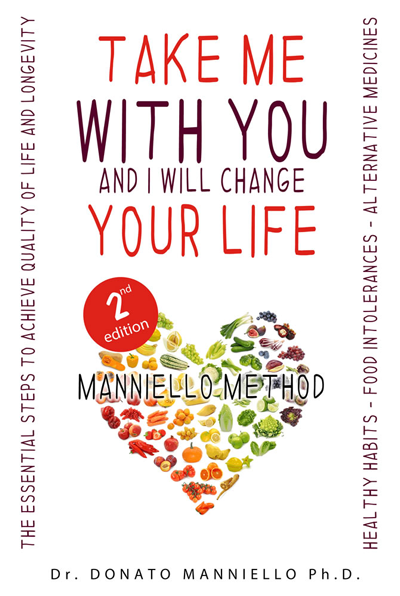 TAKE ME
WITH YOU
AND I WILL CHANGE
YOUR LIFE
THE ESSENTIAL STEPS TO ACHIEVE QUALITY OF LIFE AND LONGEVITY
HEALTHY HABITS - FOOD INTOLERANCES - ALTERNATIVE MEDICINES
2nd
edition
MANNIELLO METHOD
Dr. DONATO MANNIELLO Ph.D.